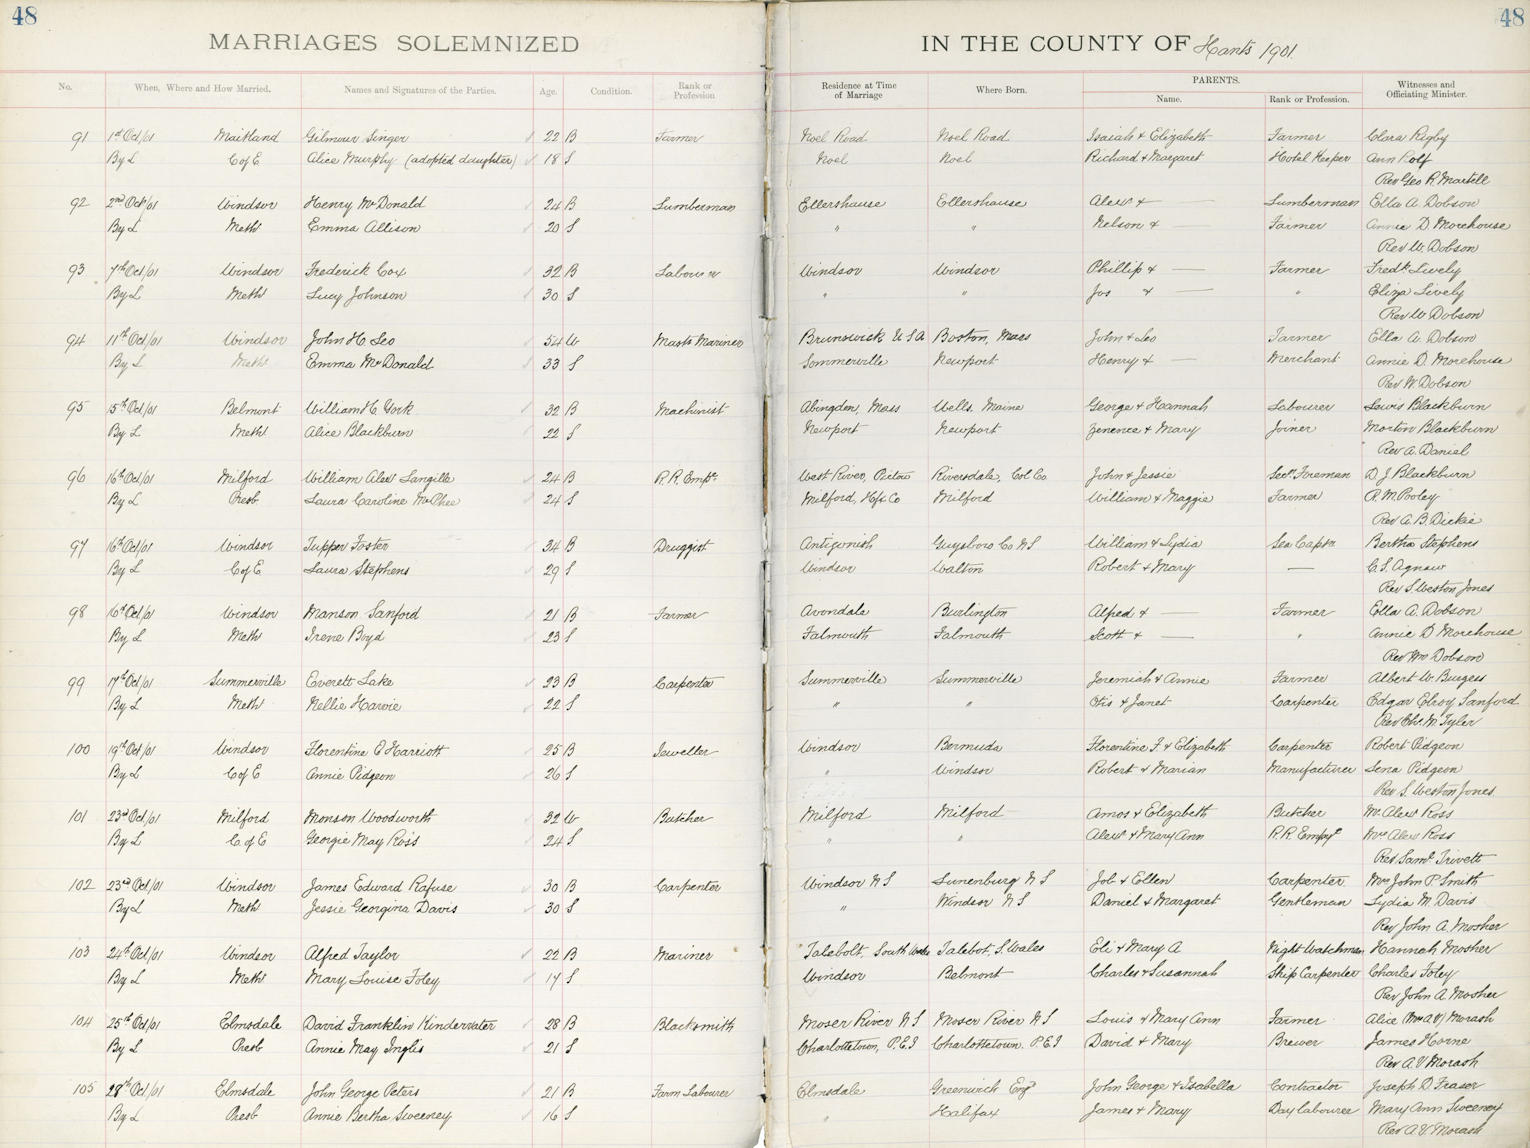 48 48
MARRIAGES SOLEMNIZED IN THE COUNTY OF Hants 1901.
PARENTS.
No. When, Where and How Married. Names and Signatures of the Parties. Age. Condition. Rank or Profession Residence at Time of Marriage Where Born. Name. Rank or Profession. Witnesses and Officiating Minister.
91 1st Oct/01 Maitland Gilmour Singer 22 B Farmer Noel Road Noel Road Isaiah & Elizabeth Farmer Clara Rigby
By L C of E Alice Murphy (adopted daughter) 18 S Noel Noel Richard & Margaret Hotel Keeper Ann Rolf
Rev Geo R. Martell
92 2nd Oct/01 Windsor Henry McDonald 24 B Lumberman Ellershouse Ellershouse Alexr & — Lumberman Ella A. Dobson
By L Meth Emma Allison 20 S " " Nelson & — Farmer Annie D. Morehouse
Rev W. Dobson
93 7th Oct/01 Windsor Frederick Cox 32 B Labourer Windsor Windsor Phillip & — Farmer Fredk Lively
By L Meth Lucy Johnson 30 S " " Jos & — " Eliza Lively
Rev W Dobson
94 11th Oct/01 Windsor John H Leo 54 W Mast Mariner Brunswick U S A Boston, Mass John & Leo Farmer Ella A. Dobson
By L Meth Emma McDonald 33 S Sommerville Newport Henry & — Merchant Annie D. Morehouse
Rev W. Dobson
95 15th Oct/01 Belmont William H. York 32 B Machinist Abingdon, Mass Wells, Maine George & Hannah Labourer Lewis Blackburn
By L Meth Alice Blackburn 22 S Newport Newport Zenence & Mary Joiner Morton Blackburn
Rev A. Daniel
96 16th Oct/01 Milford William Alexr Langille 24 B R.R. Empe West River, Pictou Riversdale, Col Co John & Jessie Secn Foreman D J Blackburn
By L Presb Laura Caroline McPhee 24 S Milford, Hfx Co Milford William & Maggie Farmer R. M. Pooley
Rev A. B. Dickie
97 16th Oct/01 Windsor Tupper Foster 34 B Druggist Antigonish Guysboro Co N S William & Lydia Sea Captn Bertha Stephens
By L C of E Laura Stephens 29 S Windsor Walton Robert & Mary — C. S. Agnew
Rev S. Weston Jones
98 16th Oct/01 Windsor Manson Sanford 21 B Farmer Avondale Burlington Alfred & — Farmer Ella A. Dobson
By L Meth Irene Boyd 23 S Falmouth Falmouth Scott & — " Annie D Morehouse
Rev Wm Dobson
99 17th Oct/01 Summerville Everett Lake 23 B Carpenter Summerville Summerville Jeremiah & Annie Farmer Albert W. Burgess
By L Meth Nellie Harvie 22 S " " Otis & Janet Carpenter Edgar Elroy Sanford
Rev Chs M. Tyler
100 19th Oct/01 Windsor Florentine E Harriott 25 B Jeweller Windsor Bermuda Florentine F. & Elizabeth Carpenter Robert Pidgeon
By L C of E Annie Pidgeon 26 S " Windsor Robert & Marian Manufacturer Lena Pidgeon
Rev S. Weston Jones
101 23rd Oct/01 Milford Monson Woodworth 32 W Butcher Milford Milford Amos & Elizabeth Butcher Mr Alexr Ross
By L C. of E Georgie May Ross 24 S " " Alexr & Mary Ann R.R. Empye Mrs Alex Ross
Rev Saml Trivett
102 23rd Oct/01 Windsor James Edward Rafuse 30 B Carpenter Windsor N S Lunenburg N S Job & Ellen Carpenter Mrs John P Smith
By L Meth Jessie Georgina Davis 30 S " Windsor N S Daniel & Margaret Gentleman Lydia M. Davis
Rev John A. Mosher
103 24th Oct/01 Windsor Alfred Taylor 22 B Mariner Talebolt, South Wales Talebot, S. Wales Eli & Mary A Night Watchman Hannah Mosher
By L Meth Mary Louise Foley 17 S Windsor Belmont Charles & Susannah Ship Carpenter Charles Foley
Rev John A Mosher
104 25th Oct/01 Elmsdale David Franklin Kinderwater 28 B Blacksmith Moser River N S Moser River N S Louis & Mary Ann Farmer Alice (Mrs A V) Morash
By L Presb Annie May Inglis 21 S Charlottetown, P.E.I Charlottetown. P E I David & Mary Brewer James Horne
Rev A. V Morash
105 28th Oct/01 Elmsdale John George Peters 21 B Farm Labourer Elmsdale Greenwich Engd John George & Isabella Contractor Joseph D Fraser
By L Presb Annie Bertha Sweeney 16 S " Halifax James & Mary Day Labourer Mary Ann Sweeney
Rev A. V. Morash